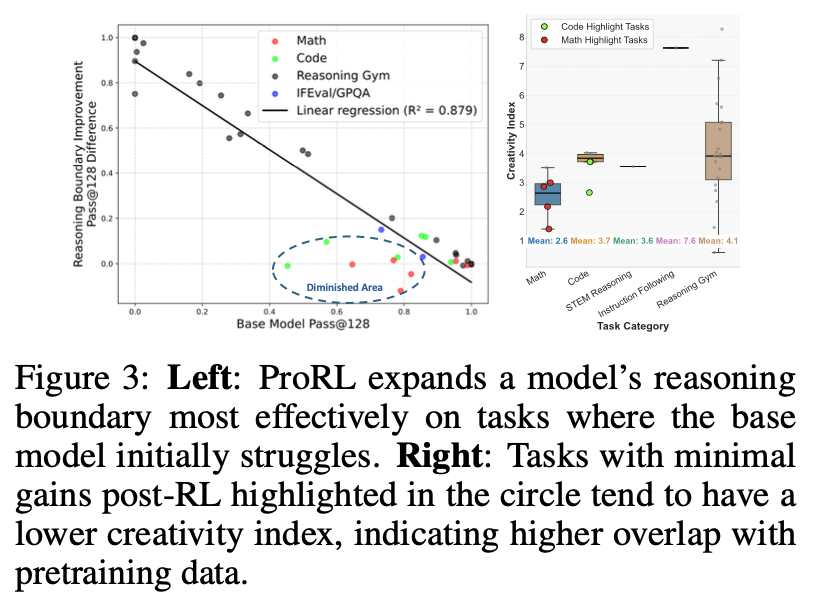 Reasoning Boundary Improvement
Pass@128 Difference
1.0
0.8
0.6
0.4
0.2
0.0
Math
Code
Reasoning Gym
IFEval/GPQA
Linear regression (R² = 0.879)
Diminished Area
0.0 0.2 0.4 0.6 0.8 1.0
Base Model Pass@128
Code Highlight Tasks
Math Highlight Tasks
Creativity Index
8
7
6
5
4
3
2
1
Mean: 2.6 Mean: 3.7 Mean: 3.6 Mean: 7.6 Mean: 4.1
Math
Code
STEM Reasoning
Instruction Following
Reasoning Gym
Task Category
Figure 3: Left: ProRL expands a model's reasoning
boundary most effectively on tasks where the base
model initially struggles. Right: Tasks with minimal
gains post-RL highlighted in the circle tend to have a
lower creativity index, indicating higher overlap with
pretraining data.